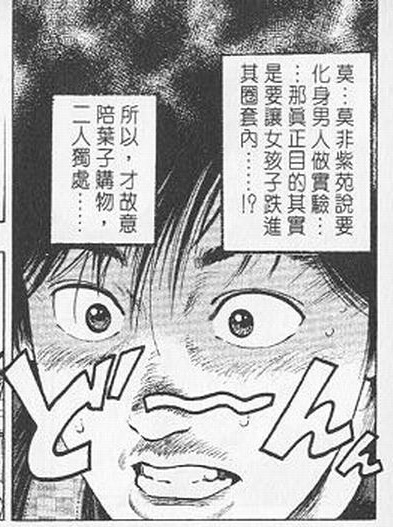 莫…莫非紫苑說要
化身男人做實驗…
…那眞正目的其實
是要讓女孩子跌進
其圈套內……!?
所以，才故意
陪葉子購物，
二人獨處……
ど〜〜んん